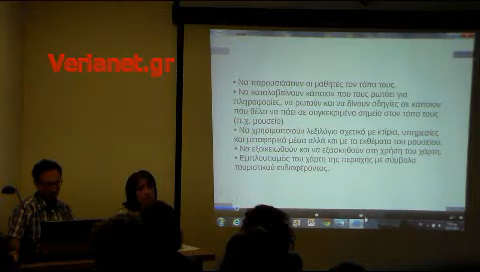 Verianet.gr
• Να παρουσιάσουν οι μαθητές τον τόπο τους.
• Να καταλαβαίνουν κάποιον που τους ρωτάει για
πληροφορίες, να ρωτούν και να δίνουν οδηγίες σε κάποιον
που θέλει να πάει σε συγκεκριμένο σημείο στον τόπο τους
(π.χ. μουσείο)
• Να χρησιμοποιούν λεξιλόγιο σχετικό με κτίρια, υπηρεσίες
και μεταφορικά μέσα αλλά και με τα εκθέματα του μουσείου.
• Να εξοικειωθούν και να εξασκηθούν στη χρήση του χάρτη.
• Εμπλουτισμός του χάρτη της περιοχής με σύμβολα
τουριστικού ενδιαφέροντος.